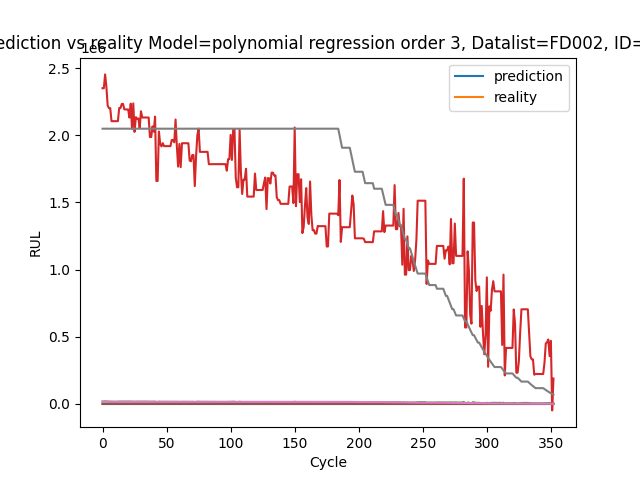 ediction vs reality Model=polynomial regression order 3, Datalist=FD002, ID=
1e6
2.5
2.0
1.5
1.0
0.5
0.0
RUL
prediction
reality
0 50 100 150 200 250 300 350
Cycle